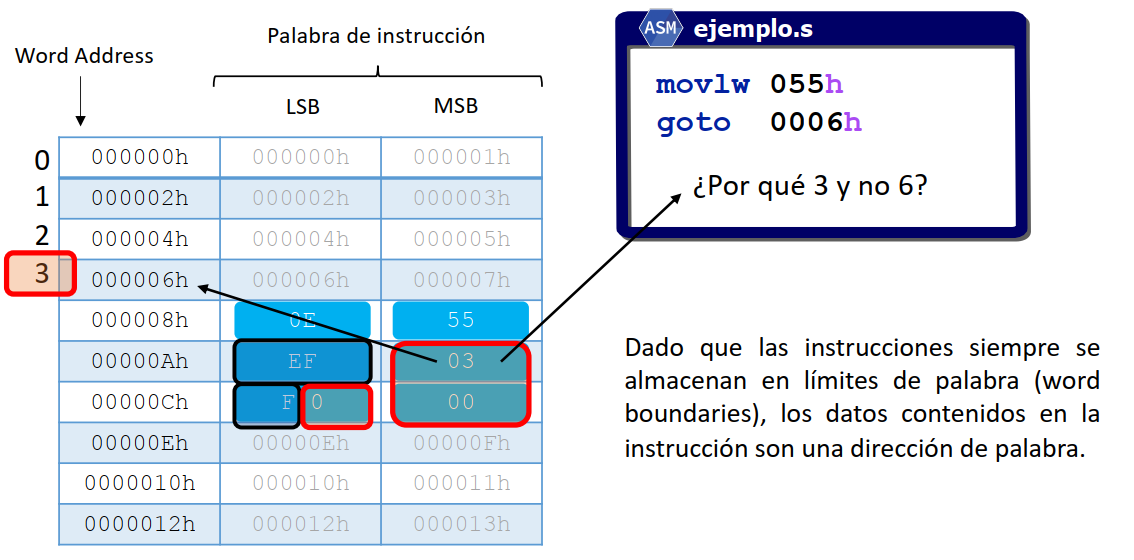 Word Address
Palabra de instrucción
LSB MSB
0 000000h 000000h 000001h
1 000002h 000002h 000003h
2 000004h 000004h 000005h
3 000006h 000006h 000007h
000008h 0E 55
00000Ah EF 03
00000Ch F 0 00
00000Eh 00000Eh 00000Fh
0000010h 000010h 000011h
0000012h 000012h 000013h
ASM ejemplo.s
movlw 055h
goto 0006h
¿Por qué 3 y no 6?
Dado que las instrucciones siempre se
almacenan en límites de palabra (word
boundaries), los datos contenidos en la
instrucción son una dirección de palabra.